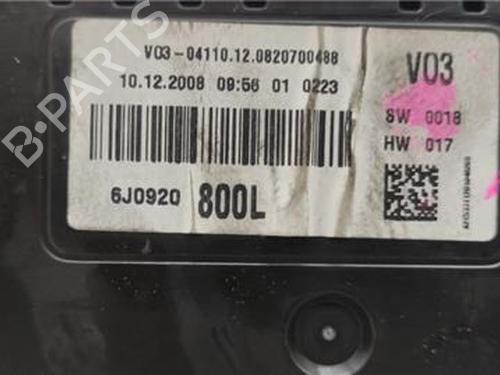 V03-04110.12.0820700488
10.12.2008 09:56 01 0223
V03
SW 0018
HW 017
6J0920 800L
B-PARTS